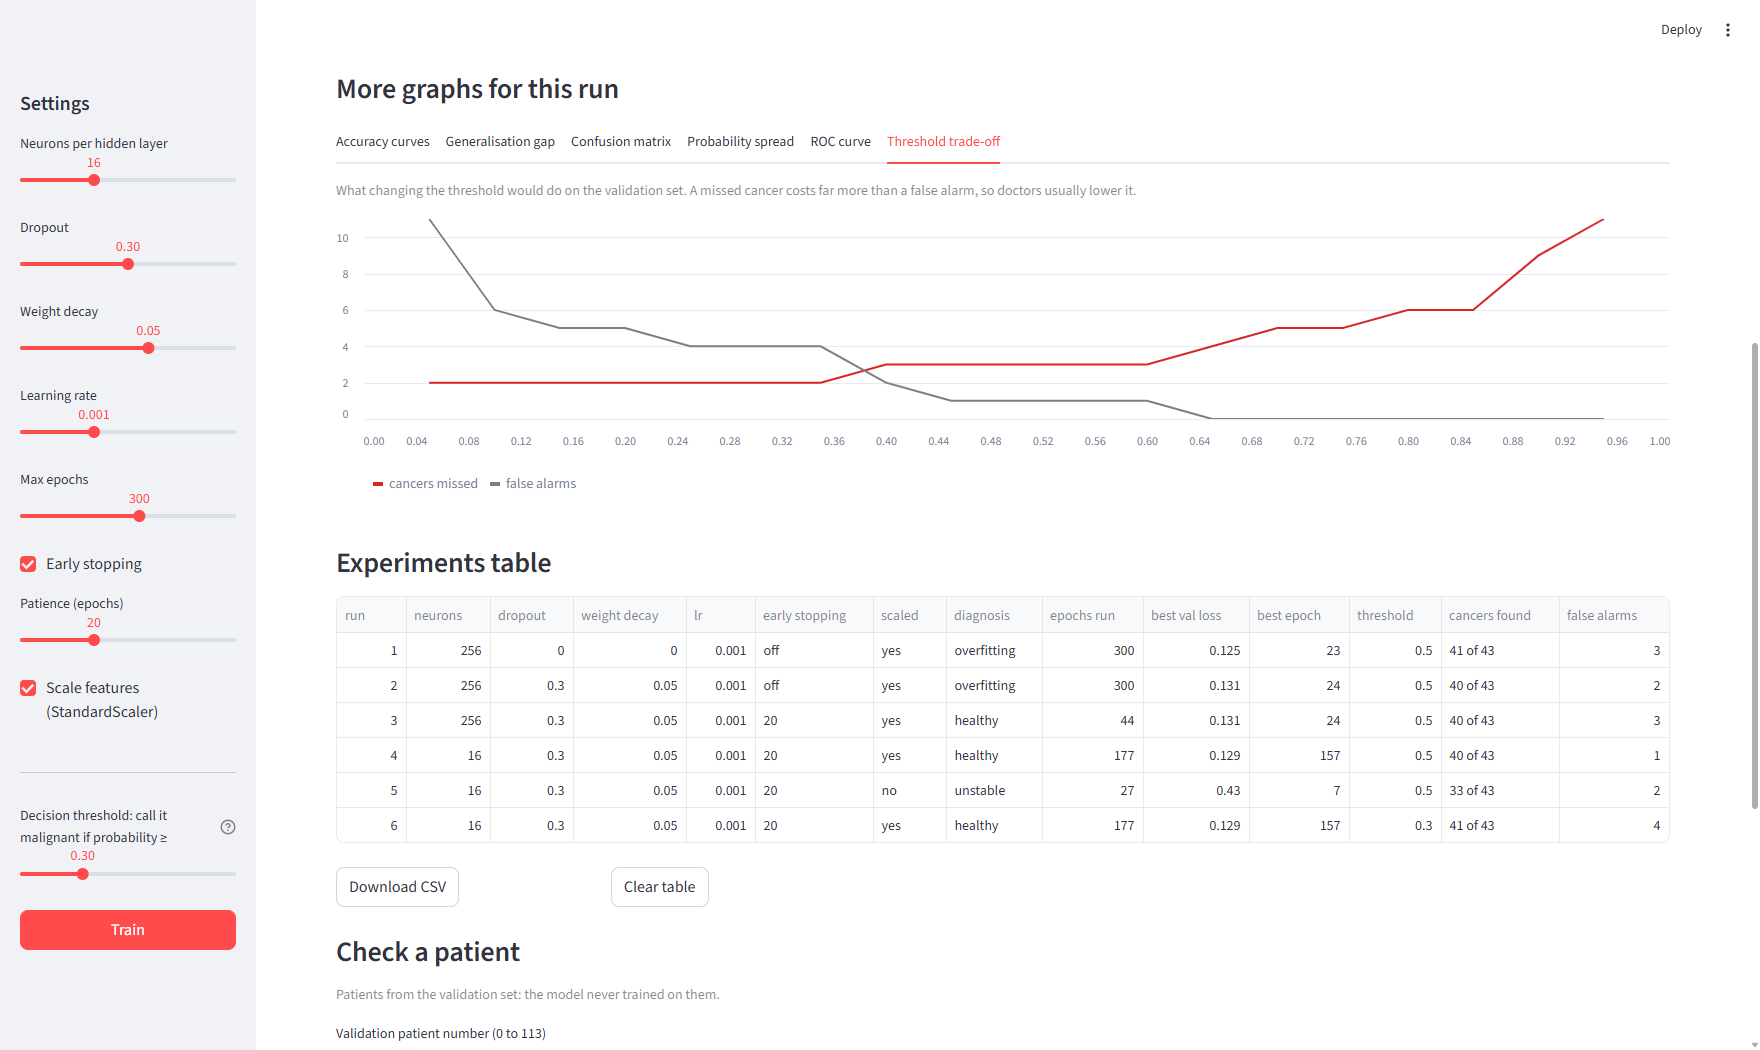 Deploy
Settings
Neurons per hidden layer
16
Dropout
0.30
Weight decay
0.05
Learning rate
0.001
Max epochs
300
Early stopping
Patience (epochs)
20
Scale features
(StandardScaler)
Decision threshold: call it
malignant if probability ≥
0.30
Train
More graphs for this run
Accuracy curves Generalisation gap Confusion matrix Probability spread ROC curve Threshold trade-off
What changing the threshold would do on the validation set. A missed cancer costs far more than a false alarm, so doctors usually lower it.
10
8
6
4
2
0
0.00 0.04 0.08 0.12 0.16 0.20 0.24 0.28 0.32 0.36 0.40 0.44 0.48 0.52 0.56 0.60 0.64 0.68 0.72 0.76 0.80 0.84 0.88 0.92 0.96 1.00
cancers missed false alarms
Experiments table
run neurons dropout weight decay lr early stopping scaled diagnosis epochs run best val loss best epoch threshold cancers found false alarms
1 256 0 0 0.001 off yes overfitting 300 0.125 23 0.5 41 of 43 3
2 256 0.3 0.05 0.001 off yes overfitting 300 0.131 24 0.5 40 of 43 2
3 256 0.3 0.05 0.001 20 yes healthy 44 0.131 24 0.5 40 of 43 3
4 16 0.3 0.05 0.001 20 yes healthy 177 0.129 157 0.5 40 of 43 1
5 16 0.3 0.05 0.001 20 no unstable 27 0.43 7 0.5 33 of 43 2
6 16 0.3 0.05 0.001 20 yes healthy 177 0.129 157 0.3 41 of 43 4
Download CSV Clear table
Check a patient
Patients from the validation set: the model never trained on them.
Validation patient number (0 to 113)